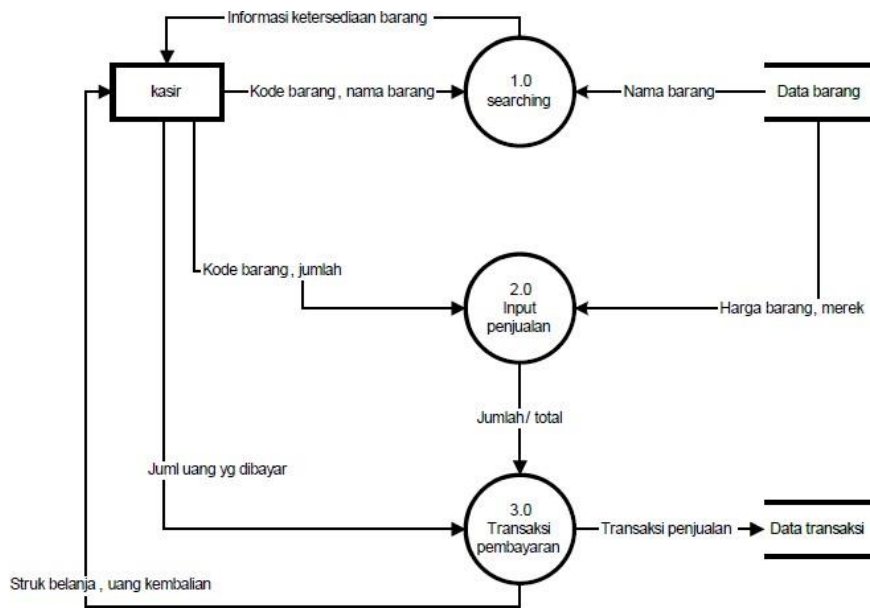 Informasi ketersediaan barang
kasir
Kode barang , nama barang
1.0
searching
Nama barang
Data barang
Kode barang , jumlah
2.0
Input
penjualan
Harga barang, merek
Jumlah / total
Juml uang yg dibayar
3.0
Transaksi
pembayaran
Transaksi penjualan
Data transaksi
Struk belanja , uang kembalian